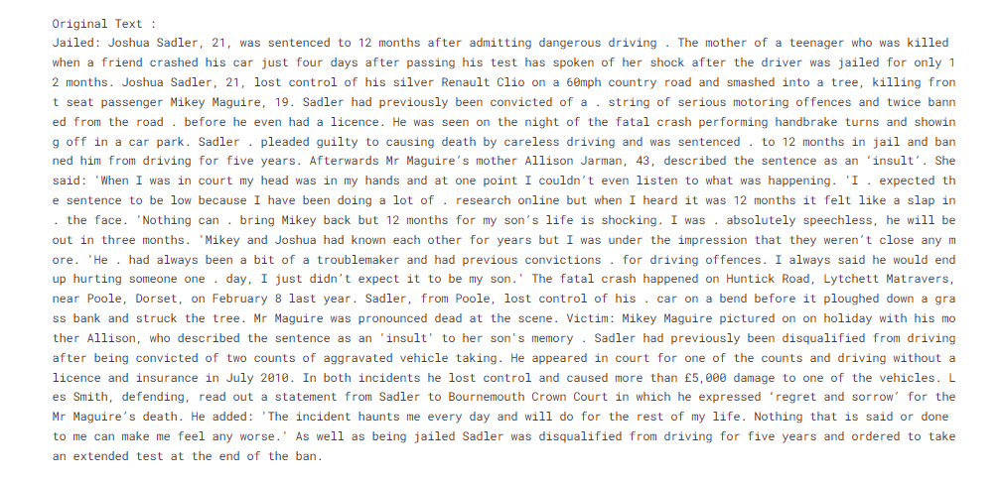 Original Text :
Jailed: Joshua Sadler, 21, was sentenced to 12 months after admitting dangerous driving . The mother of a teenager who was killed
when a friend crashed his car just four days after passing his test has spoken of her shock after the driver was jailed for only 1
2 months. Joshua Sadler, 21, lost control of his silver Renault Clio on a 60mph country road and smashed into a tree, killing fron
t seat passenger Mikey Maguire, 19. Sadler had previously been convicted of a . string of serious motoring offences and twice bann
ed from the road . before he even had a licence. He was seen on the night of the fatal crash performing handbrake turns and showin
g off in a car park. Sadler . pleaded guilty to causing death by careless driving and was sentenced . to 12 months in jail and ban
ned him from driving for five years. Afterwards Mr Maguire’s mother Allison Jarman, 43, described the sentence as an ‘insult’. She
said: 'When I was in court my head was in my hands and at one point I couldn’t even listen to what was happening. 'I . expected th
e sentence to be low because I have been doing a lot of . research online but when I heard it was 12 months it felt like a slap in
. the face. 'Nothing can . bring Mikey back but 12 months for my son’s life is shocking. I was . absolutely speechless, he will be
out in three months. 'Mikey and Joshua had known each other for years but I was under the impression that they weren’t close any m
ore. 'He . had always been a bit of a troublemaker and had previous convictions . for driving offences. I always said he would end
up hurting someone one . day, I just didn’t expect it to be my son.' The fatal crash happened on Huntick Road, Lytchett Matravers,
near Poole, Dorset, on February 8 last year. Sadler, from Poole, lost control of his . car on a bend before it ploughed down a gra
ss bank and struck the tree. Mr Maguire was pronounced dead at the scene. Victim: Mikey Maguire pictured on on holiday with his mo
ther Allison, who described the sentence as an 'insult' to her son's memory . Sadler had previously been disqualified from driving
after being convicted of two counts of aggravated vehicle taking. He appeared in court for one of the counts and driving without a
licence and insurance in July 2010. In both incidents he lost control and caused more than £5,000 damage to one of the vehicles. L
es Smith, defending, read out a statement from Sadler to Bournemouth Crown Court in which he expressed ‘regret and sorrow’ for the
Mr Maguire’s death. He added: 'The incident haunts me every day and will do for the rest of my life. Nothing that is said or done
to me can make me feel any worse.' As well as being jailed Sadler was disqualified from driving for five years and ordered to take
an extended test at the end of the ban.